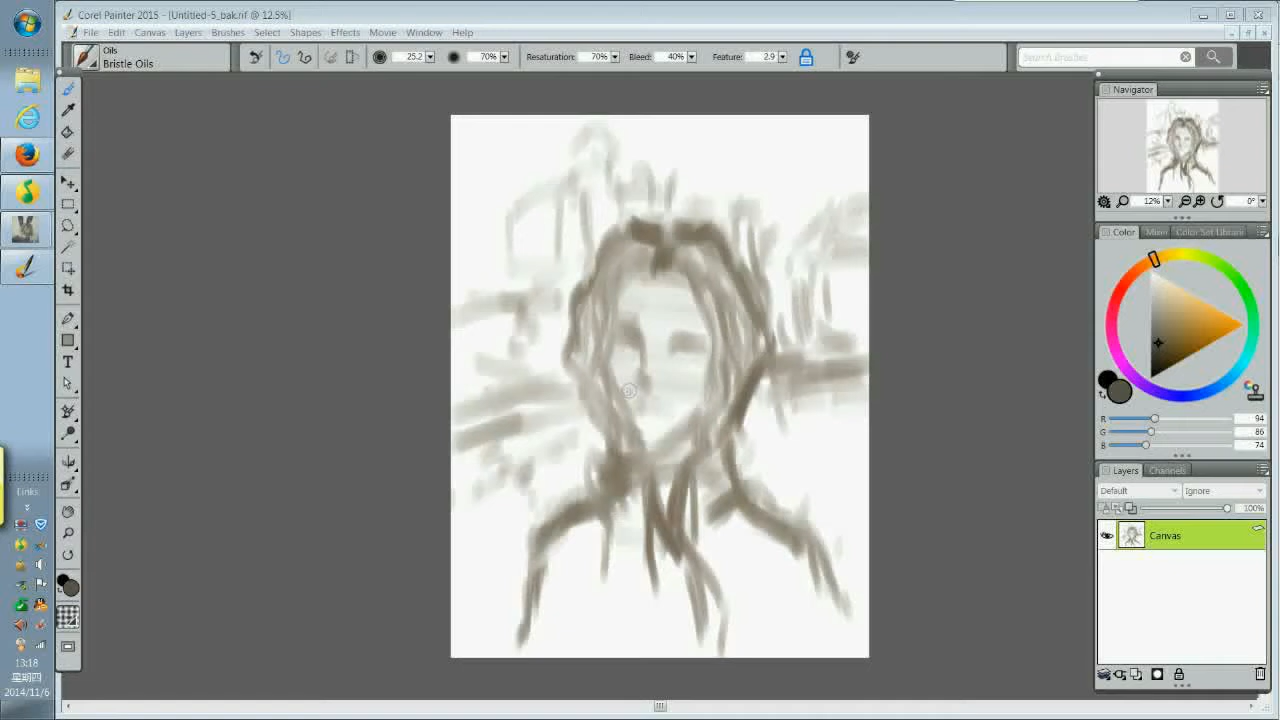 Corel Painter 2015 - [Untitled-5_bak.rif @ 12.5%]
File Edit Canvas Layers Brushes Select Shapes Effects Movie Window Help
Oils
Bristle Oils
25.2 70% Resaturation: 70% Bleed: 40% Feature: 2.9
Search Brushes
Navigator
12% 0°
Color Mixer Color Set Librari
R 94
G 86
B 74
Layers Channels
Default Ignore
100%
Canvas
T
Links
13:18
星期四
2014/11/6